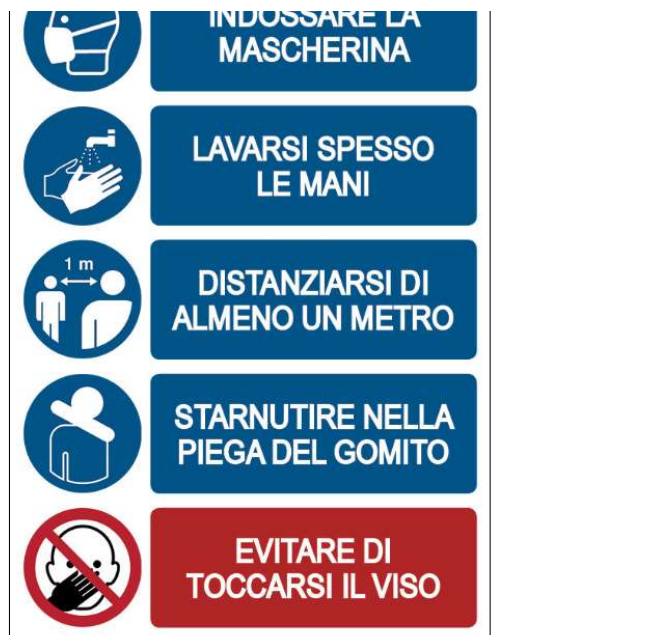 INDOSSARE LA
MASCHERINA
LAVARSI SPESSO
LE MANI
1 m
DISTANZIARSI DI
ALMENO UN METRO
STARNUTIRE NELLA
PIEGA DEL GOMITO
EVITARE DI
TOCCARSI IL VISO